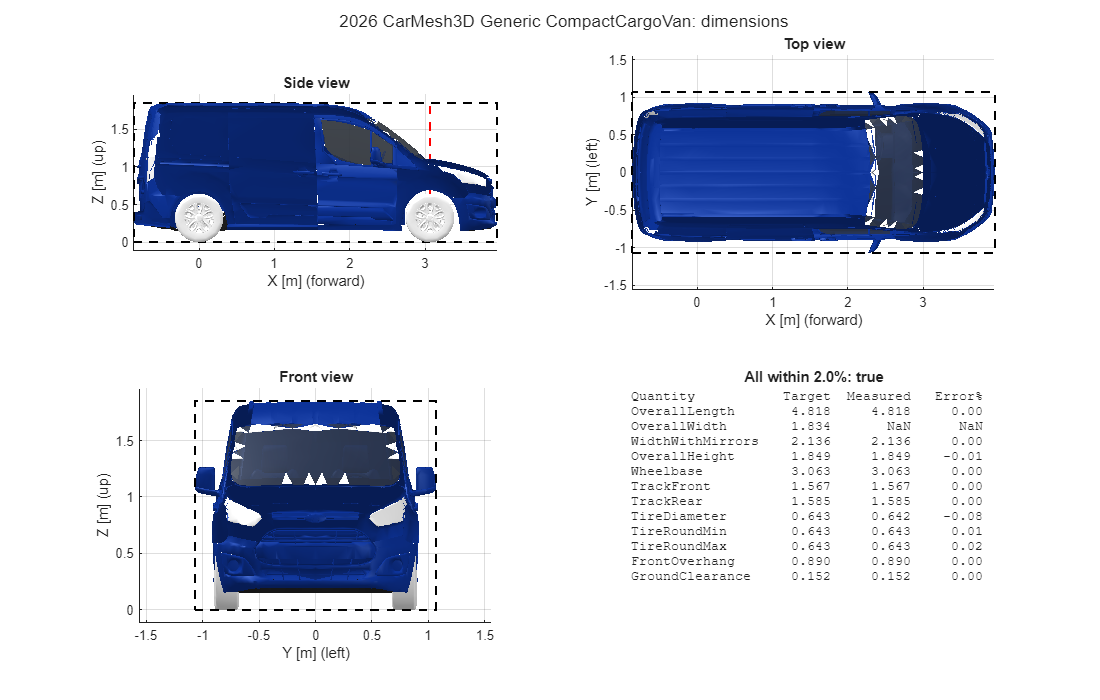 2026 CarMesh3D Generic CompactCargoVan: dimensions
Side view
Z [m] (up)
1.5
1
0.5
0
0 1 2 3
X [m] (forward)
Top view
Y [m] (left)
1.5
1
0.5
0
-0.5
-1
-1.5
0 1 2 3
X [m] (forward)
Front view
Z [m] (up)
1.5
1
0.5
0
-1.5 -1 -0.5 0 0.5 1 1.5
Y [m] (left)
All within 2.0%: true
Quantity Target Measured Error%
OverallLength 4.818 4.818 0.00
OverallWidth 1.834 NaN NaN
WidthWithMirrors 2.136 2.136 0.00
OverallHeight 1.849 1.849 -0.01
Wheelbase 3.063 3.063 0.00
TrackFront 1.567 1.567 0.00
TrackRear 1.585 1.585 0.00
TireDiameter 0.643 0.642 -0.08
TireRoundMin 0.643 0.643 0.01
TireRoundMax 0.643 0.643 0.02
FrontOverhang 0.890 0.890 0.00
GroundClearance 0.152 0.152 0.00